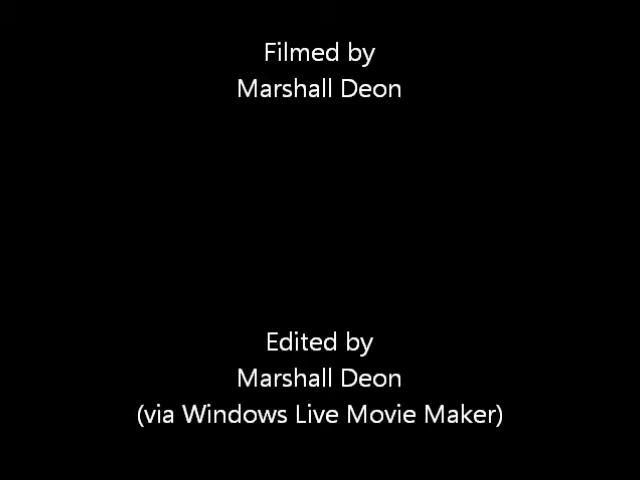 Filmed by
Marshall Deon
Edited by
Marshall Deon
(via Windows Live Movie Maker)